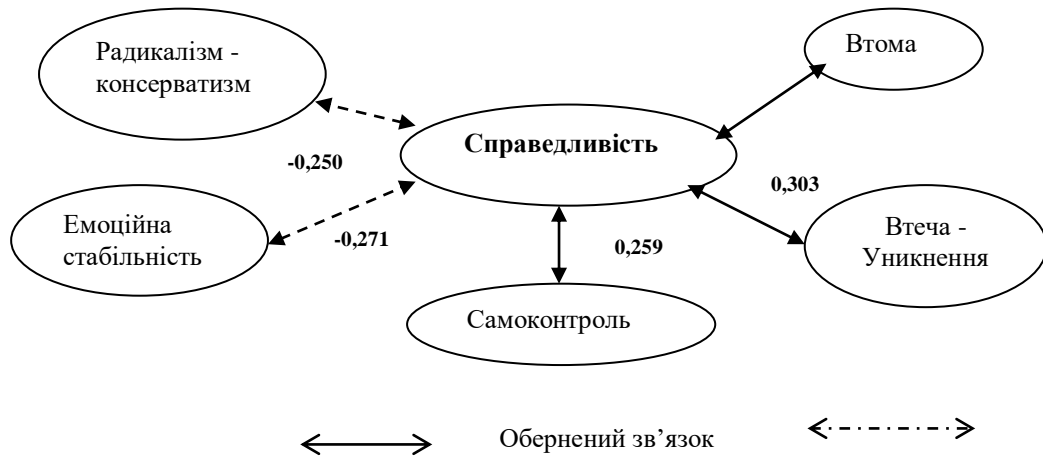 Радикалізм -
консерватизм
Втома
Справедливість
-0,250
0,303
Емоційна
стабільність
-0,271
0,259
Втеча -
Уникнення
Самоконтроль
Обернений зв’язок